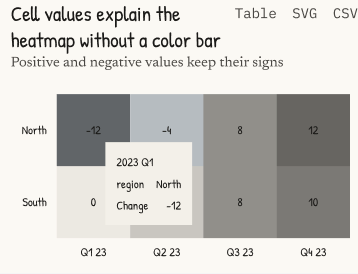 Cell values explain the
heatmap without a color bar
Table SVG CSV
Positive and negative values keep their signs
North -12 -4 8 12
2023 Q1
region North
Change -12
South 0 8 10
Q1 23 Q2 23 Q3 23 Q4 23